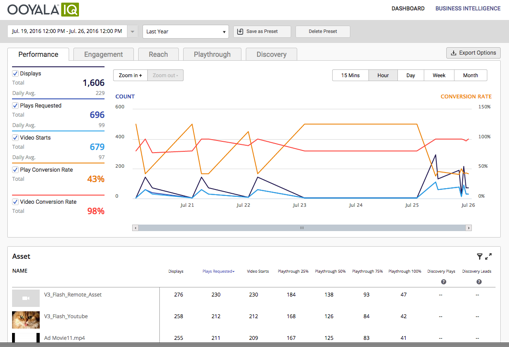 OOYALA IQ
DASHBOARD BUSINESS INTELLIGENCE
Jul. 19, 2016 12:00 PM - Jul. 26, 2016 12:00 PM Last Year Save as Preset Delete Preset
Performance Engagement Reach Playthrough Discovery Export Options
Displays
Total 1,606
Daily Avg. 229
Plays Requested
Total 696
Daily Avg. 99
Video Starts
Total 679
Daily Avg. 97
Play Conversion Rate
Total 43%
Video Conversion Rate
Total 98%
Zoom in + Zoom out - 15 Mins Hour Day Week Month
COUNT CONVERSION RATE
600 150%
400 100%
200 50%
0 0%
Jul 21 Jul 22 Jul 23 Jul 24 Jul 25 Jul 26
Asset
NAME Displays Plays Requested Video Starts Playthrough 25% Playthrough 50% Playthrough 75% Playthrough 100% Discovery Plays Discovery Leads
V3_Flash_Remote_Asset 276 230 230 184 138 93 47 -- --
V3_Flash_Youtube 258 212 212 168 126 84 42 -- --
Ad Movie11.mp4 255 211 209 167 125 83 41 -- --